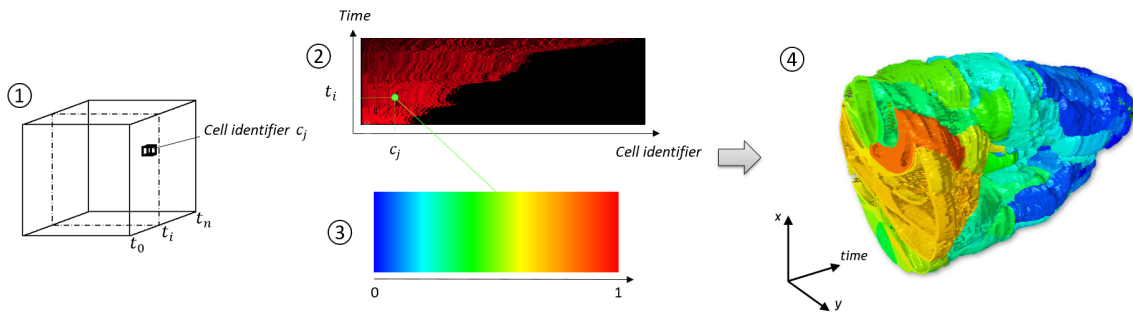 ①
Cell identifier c_j
t_0
t_i
t_n
②
Time
t_i
c_j
Cell identifier
③
0
1
④
x
time
y